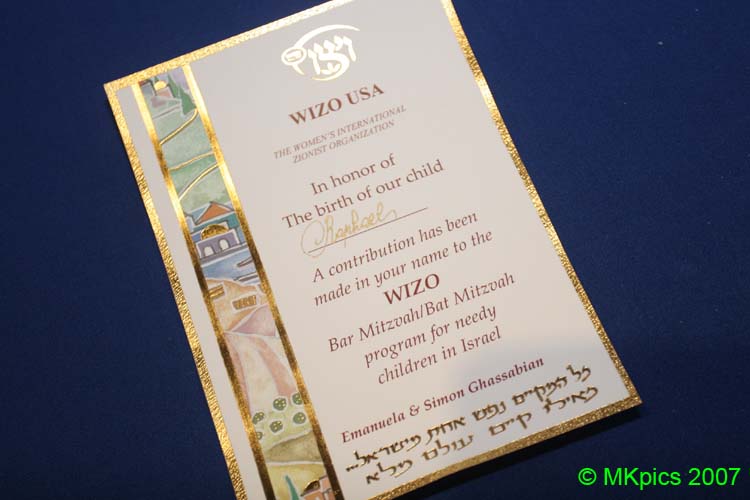 ויצו
WIZO USA
THE WOMEN'S INTERNATIONAL
ZIONIST ORGANIZATION
In honor of
The birth of our child
Raphael
A contribution has been
made in your name to the
WIZO
Bar Mitzvah/Bat Mitzvah
program for needy
children in Israel
Emanuela & Simon Ghassabian
כל המקיים נפש אחת מישראל...
כאילו קיים עולם מלא
© MKpics 2007